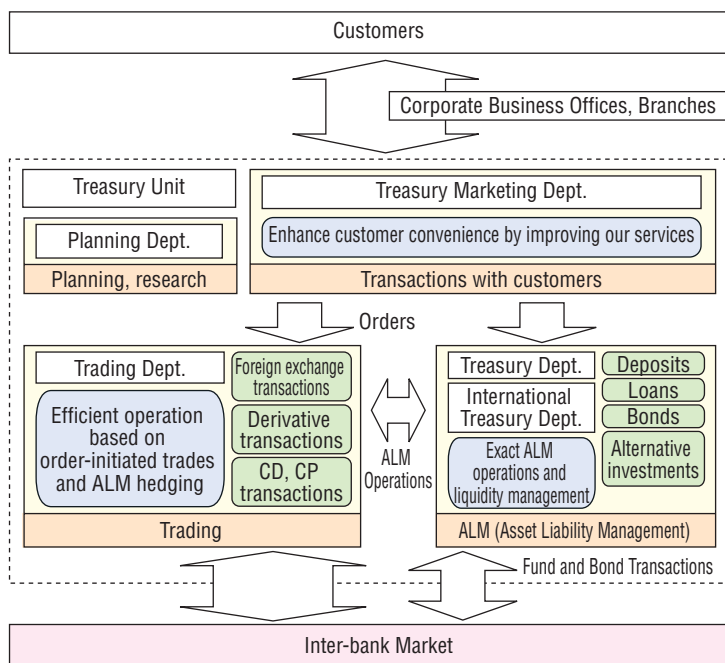 Customers
Corporate Business Offices, Branches
Treasury Unit
Planning Dept.
Planning, research
Treasury Marketing Dept.
Enhance customer convenience by improving our services
Transactions with customers
Orders
Trading Dept.
Efficient operation
based on
order-initiated trades
and ALM hedging
Foreign exchange
transactions
Derivative
transactions
CD, CP
transactions
Trading
ALM
Operations
Treasury Dept.
International
Treasury Dept.
Exact ALM
operations and
liquidity management
Deposits
Loans
Bonds
Alternative
investments
ALM (Asset Liability Management)
Fund and Bond Transactions
Inter-bank Market